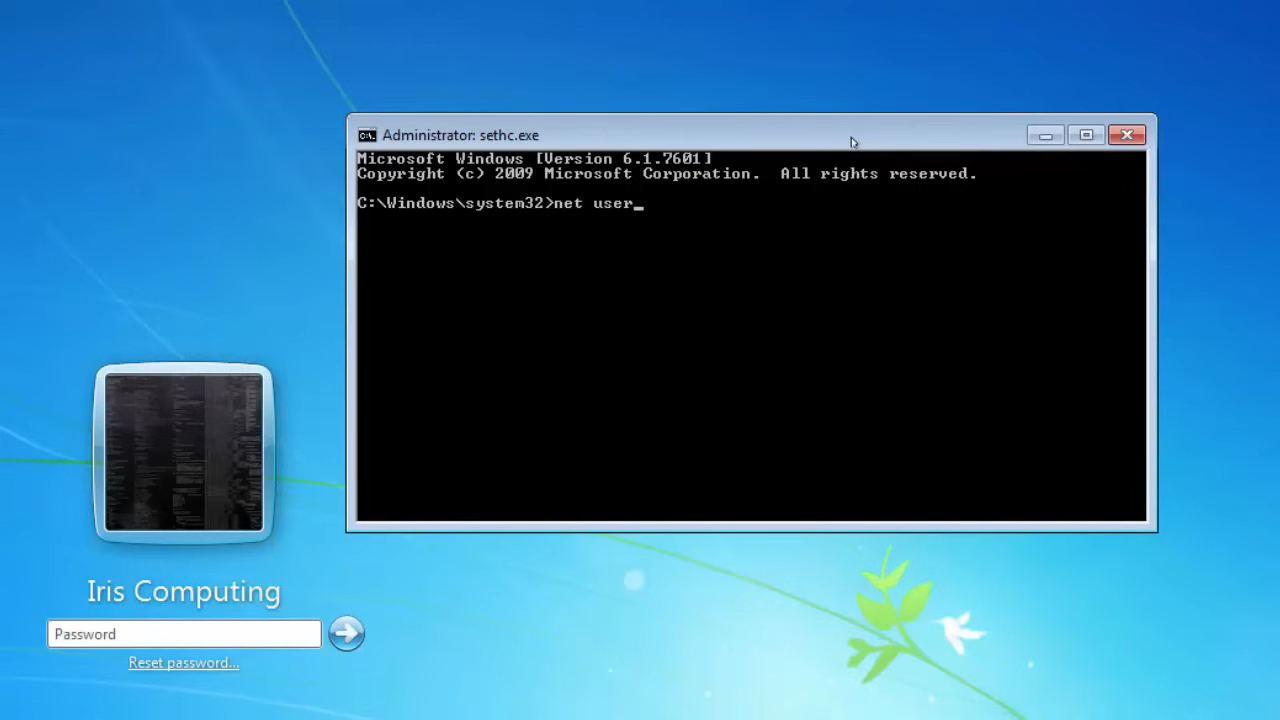 Administrator: sethc.exe
Microsoft Windows [Version 6.1.7601]
Copyright (c) 2009 Microsoft Corporation.  All rights reserved.
C:\Windows\system32>net user_
Iris Computing
Password
Reset password...